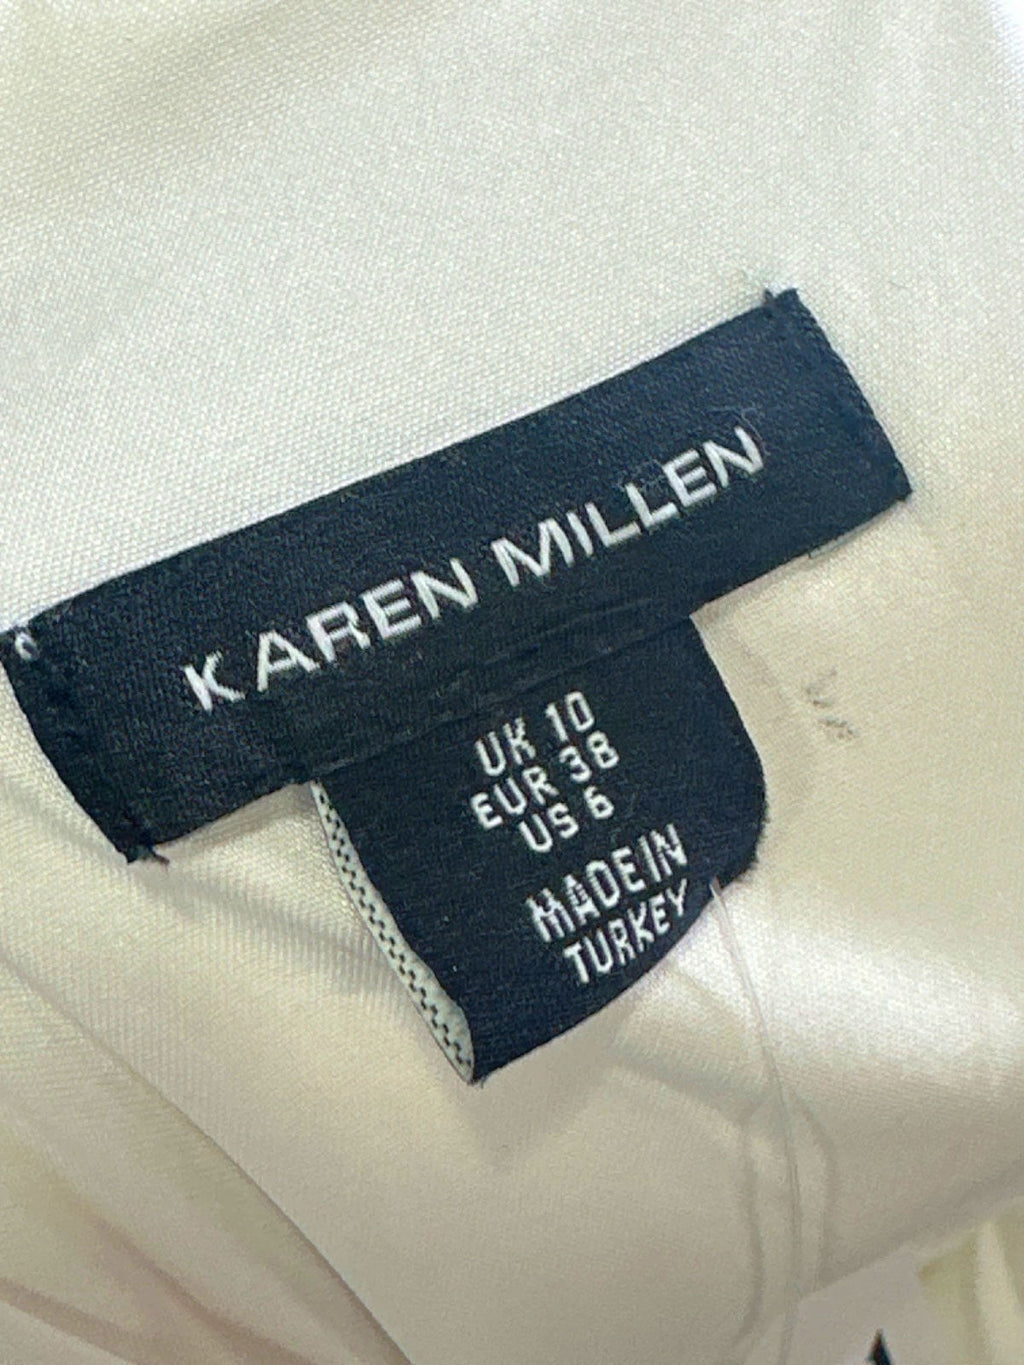 KAREN MILLEN
UK 10
EUR 38
US 6
MADE IN
TURKEY